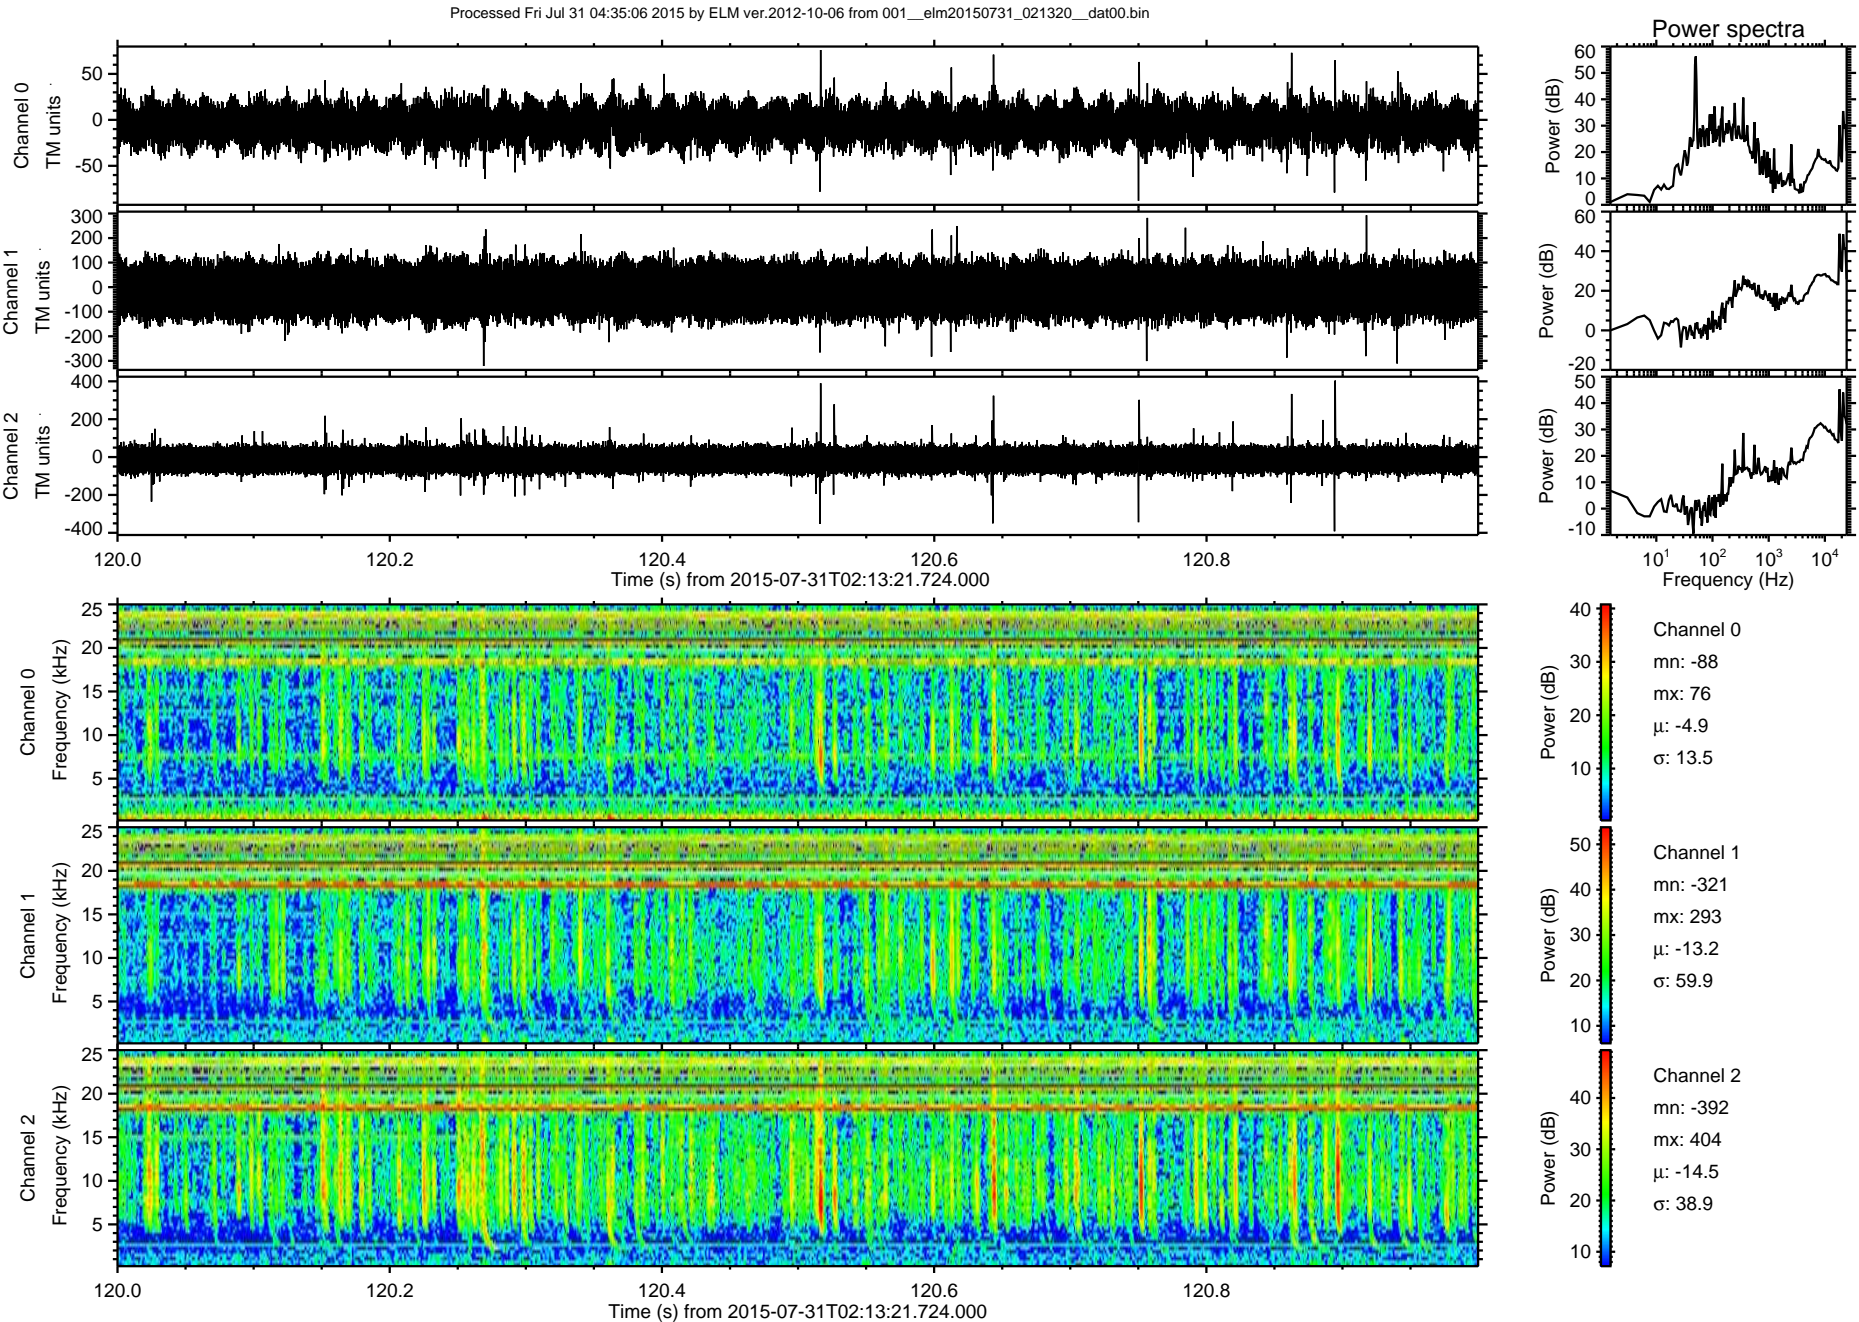 Processed Fri Jul 31 04:35:06 2015 by ELM ver.2012-10-06 from 001__elm20150731_021320__dat00.bin
Power spectra
Channel 0
TM units
50
0
-50
Power (dB)
60
50
40
30
20
10
0
Channel 1
TM units
300
200
100
0
-100
-200
-300
Power (dB)
60
40
20
0
-20
Channel 2
TM units
400
200
0
-200
-400
Power (dB)
50
40
30
20
10
0
-10
120.0 120.2 120.4 120.6 120.8
Time (s) from 2015-07-31T02:13:21.724.000
10¹ 10² 10³ 10⁴
Frequency (Hz)
Channel 0
Frequency (kHz)
25
20
15
10
5
Power (dB)
40
30
20
10
Channel 0
mn: -88
mx: 76
μ: -4.9
σ: 13.5
Channel 1
Frequency (kHz)
25
20
15
10
5
Power (dB)
50
40
30
20
10
Channel 1
mn: -321
mx: 293
μ: -13.2
σ: 59.9
Channel 2
Frequency (kHz)
25
20
15
10
5
Power (dB)
40
30
20
10
Channel 2
mn: -392
mx: 404
μ: -14.5
σ: 38.9
120.0 120.2 120.4 120.6 120.8
Time (s) from 2015-07-31T02:13:21.724.000